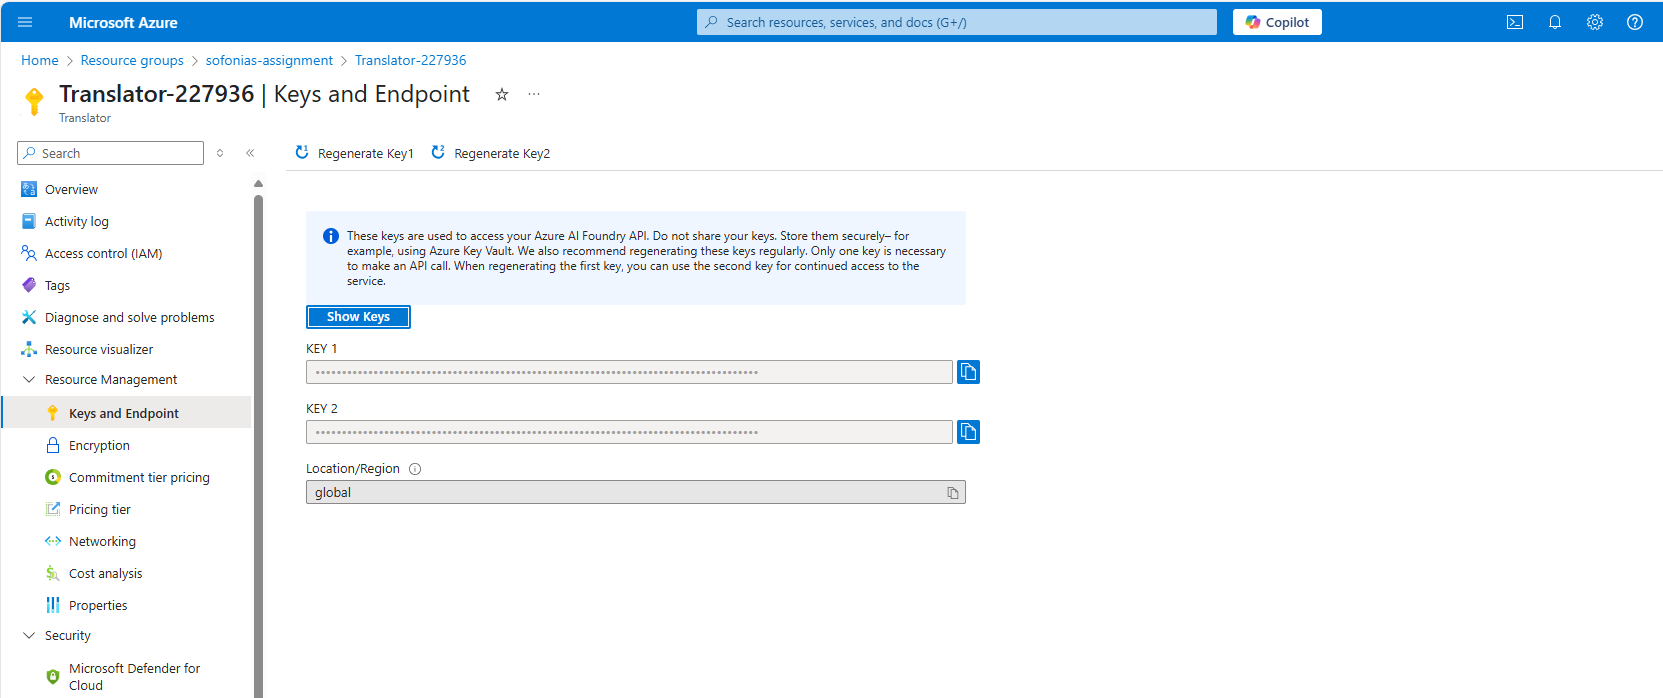 Microsoft Azure
Search resources, services, and docs (G+/)
Copilot
Home > Resource groups > sofonias-assignment > Translator-227936
Translator-227936 | Keys and Endpoint
Translator
Search
Regenerate Key1
Regenerate Key2
Overview
Activity log
Access control (IAM)
Tags
Diagnose and solve problems
Resource visualizer
Resource Management
Keys and Endpoint
Encryption
Commitment tier pricing
Pricing tier
Networking
Cost analysis
Properties
Security
Microsoft Defender for
Cloud
These keys are used to access your Azure AI Foundry API. Do not share your keys. Store them securely– for
example, using Azure Key Vault. We also recommend regenerating these keys regularly. Only one key is necessary
to make an API call. When regenerating the first key, you can use the second key for continued access to the
service.
Show Keys
KEY 1
KEY 2
Location/Region
global